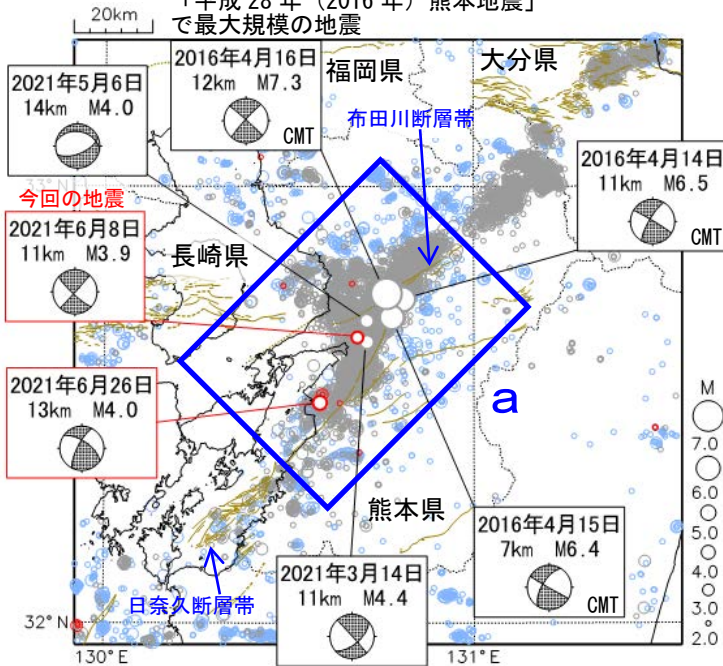 「平成 28 年（2016 年）熊本地震」
で最大規模の地震
20km
2016年4月16日
12km M7.3
CMT
福岡県
大分県
2021年5月6日
14km M4.0
布田川断層帯
2016年4月14日
11km M6.5
CMT
33°N
今回の地震
2021年6月8日
11km M3.9
長崎県
2021年6月26日
13km M4.0
a
M
7.0
6.0
5.0
4.0
3.0
2.0
熊本県
2016年4月15日
7km M6.4
CMT
2021年3月14日
11km M4.4
日奈久断層帯
32°N
130°E
131°E